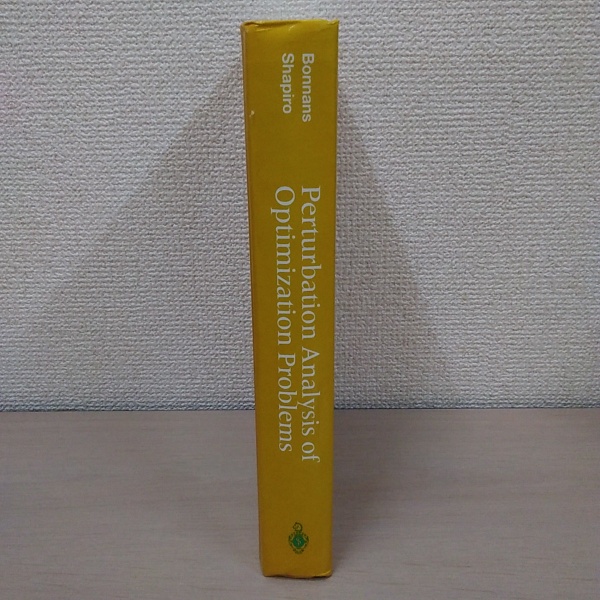 Bonnans
Shapiro
Perturbation Analysis of
Optimization Problems